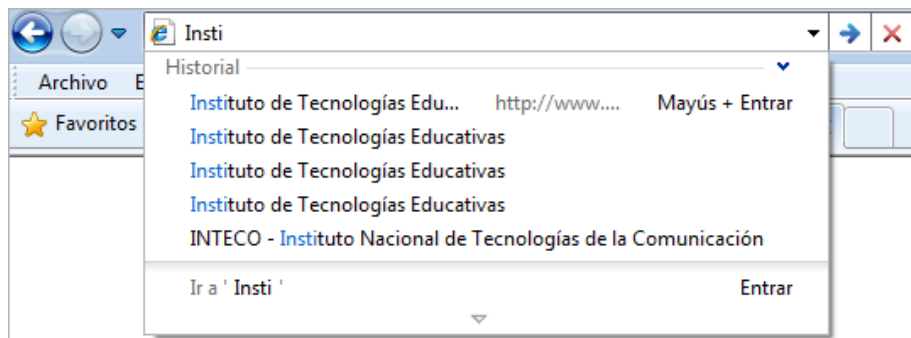 Insti
Historial
Archivo E
Instituto de Tecnologías Edu... http://www.... Mayús + Entrar
Favoritos
Instituto de Tecnologías Educativas
Instituto de Tecnologías Educativas
Instituto de Tecnologías Educativas
INTECO - Instituto Nacional de Tecnologías de la Comunicación
Ir a ' Insti ' Entrar